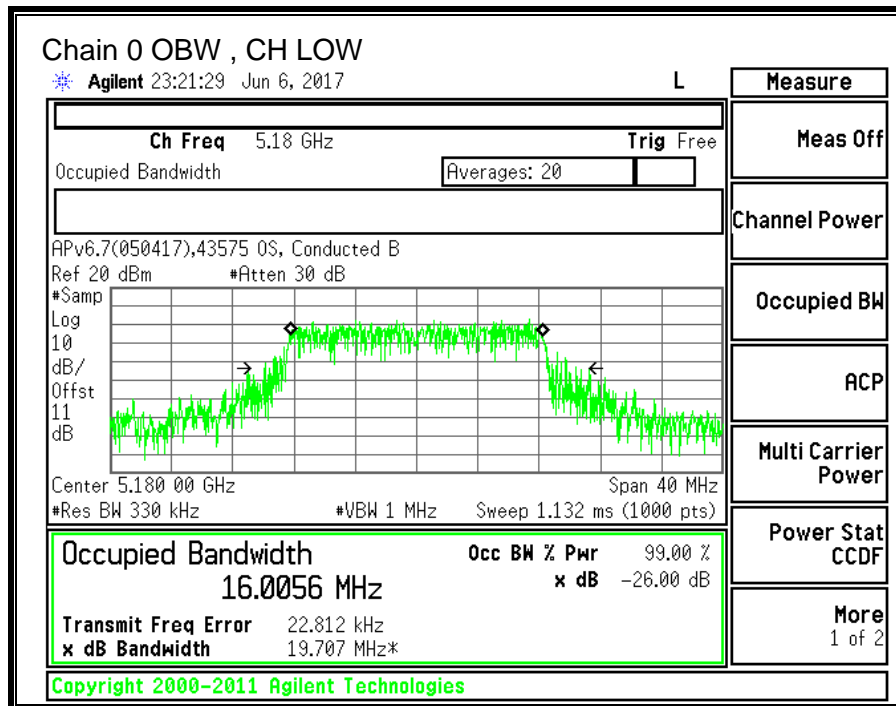 Chain 0 OBW , CH LOW
Agilent 23:21:29 Jun 6, 2017 L
Measure
Ch Freq 5.18 GHz Trig Free
Occupied Bandwidth Averages: 20
APv6.7(050417),43575 OS, Conducted B
Ref 20 dBm #Atten 30 dB
#Samp
Log
10
dB/
Offst
11
dB
Center 5.180 00 GHz Span 40 MHz
#Res BW 330 kHz #VBW 1 MHz Sweep 1.132 ms (1000 pts)
Occupied Bandwidth
16.0056 MHz
Occ BW % Pwr 99.00 %
x dB -26.00 dB
Transmit Freq Error 22.812 kHz
x dB Bandwidth 19.707 MHz*
Meas Off
Channel Power
Occupied BW
ACP
Multi Carrier
Power
Power Stat
CCDF
More
1 of 2
Copyright 2000-2011 Agilent Technologies